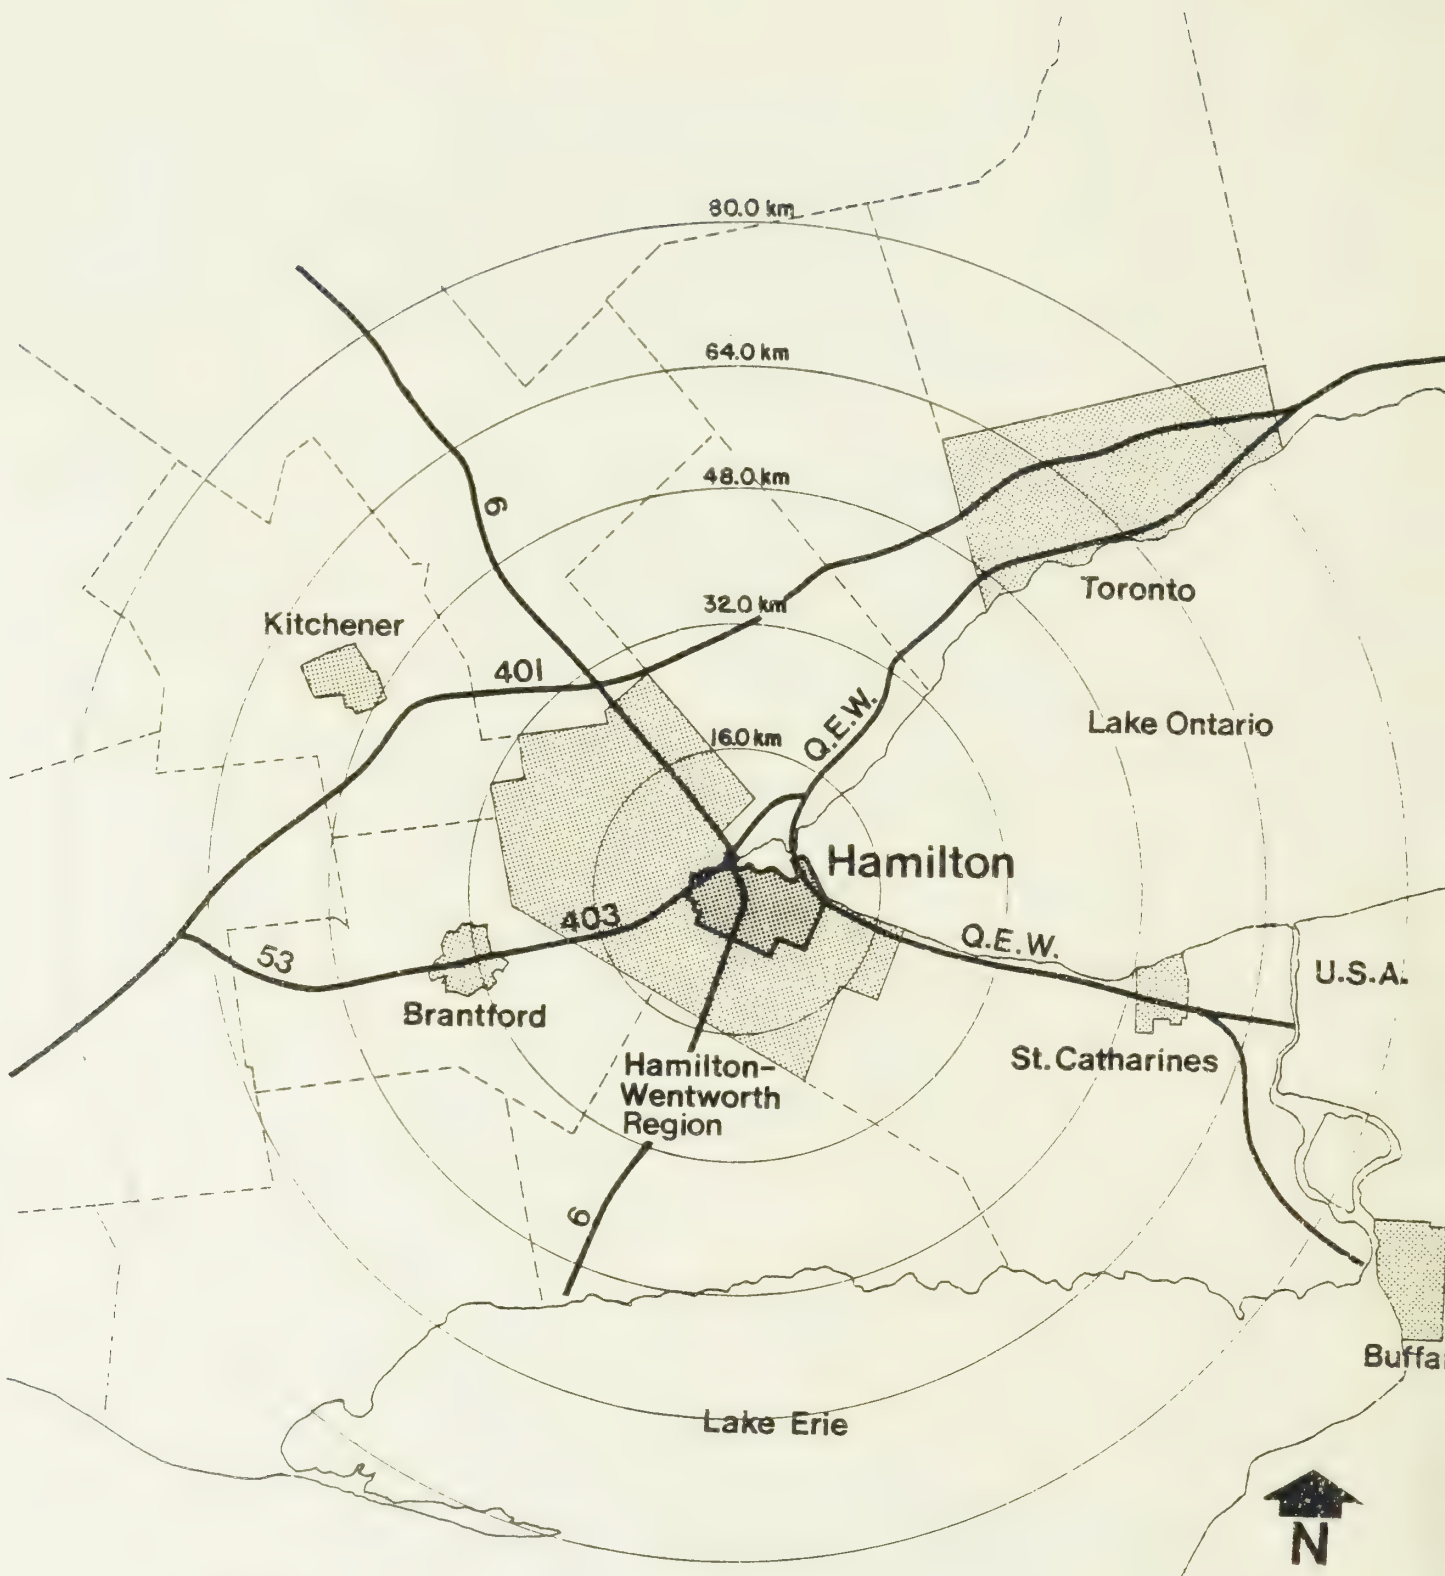 80.0 km
64.0 km
6
48.0 km
Toronto
32.0 km
Kitchener
401
Q.E.W.
Lake Ontario
16.0 km
Hamilton
403
Q.E.W.
53
U.S.A.
Brantford
St. Catharines
Hamilton-
Wentworth
Region
6
Buffa
Lake Erie
N